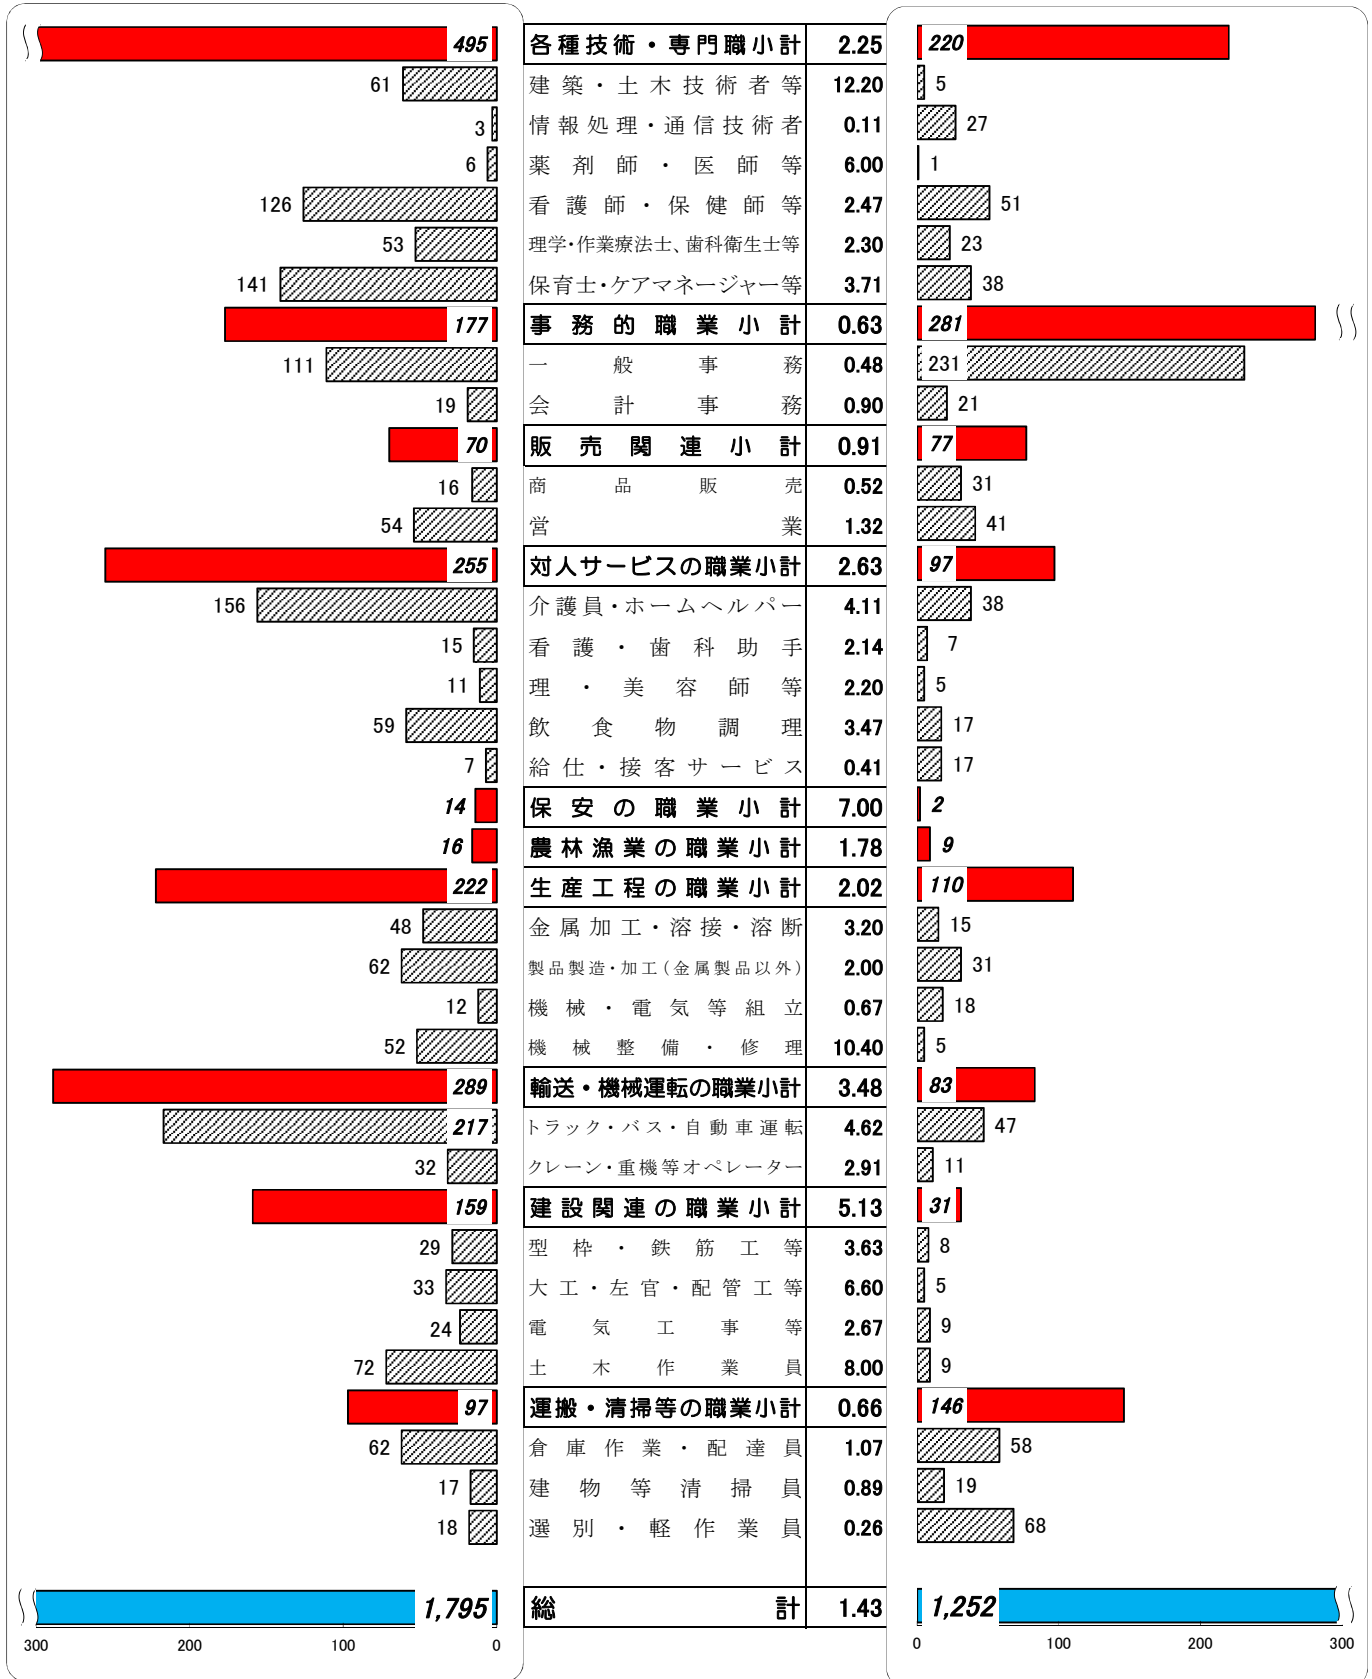 495 各種技術・専門職小計 2.25 220
61 建築・土木技術者等 12.20 5
3 情報処理・通信技術者 0.11 27
6 薬剤師・医師等 6.00 1
126 看護師・保健師等 2.47 51
53 理学・作業療法士、歯科衛生士等 2.30 23
141 保育士・ケアマネージャー等 3.71 38
177 事務的職業小計 0.63 281
111 一般事務 0.48 231
19 会計事務 0.90 21
70 販売関連小計 0.91 77
16 商品販売 0.52 31
54 営業 1.32 41
255 対人サービスの職業小計 2.63 97
156 介護員・ホームヘルパー 4.11 38
15 看護・歯科助手 2.14 7
11 理・美容師等 2.20 5
59 飲食物調理 3.47 17
7 給仕・接客サービス 0.41 17
14 保安の職業小計 7.00 2
16 農林漁業の職業小計 1.78 9
222 生産工程の職業小計 2.02 110
48 金属加工・溶接・溶断 3.20 15
62 製品製造・加工(金属製品以外) 2.00 31
12 機械・電気等組立 0.67 18
52 機械整備・修理 10.40 5
289 輸送・機械運転の職業小計 3.48 83
217 トラック・バス・自動車運転 4.62 47
32 クレーン・重機等オペレーター 2.91 11
159 建設関連の職業小計 5.13 31
29 型枠・鉄筋工等 3.63 8
33 大工・左官・配管工等 6.60 5
24 電気工事等 2.67 9
72 土木作業員 8.00 9
97 運搬・清掃等の職業小計 0.66 146
62 倉庫作業・配達員 1.07 58
17 建物等清掃員 0.89 19
18 選別・軽作業員 0.26 68
1,795 総計 1.43 1,252
300 200 100 0 0 100 200 300